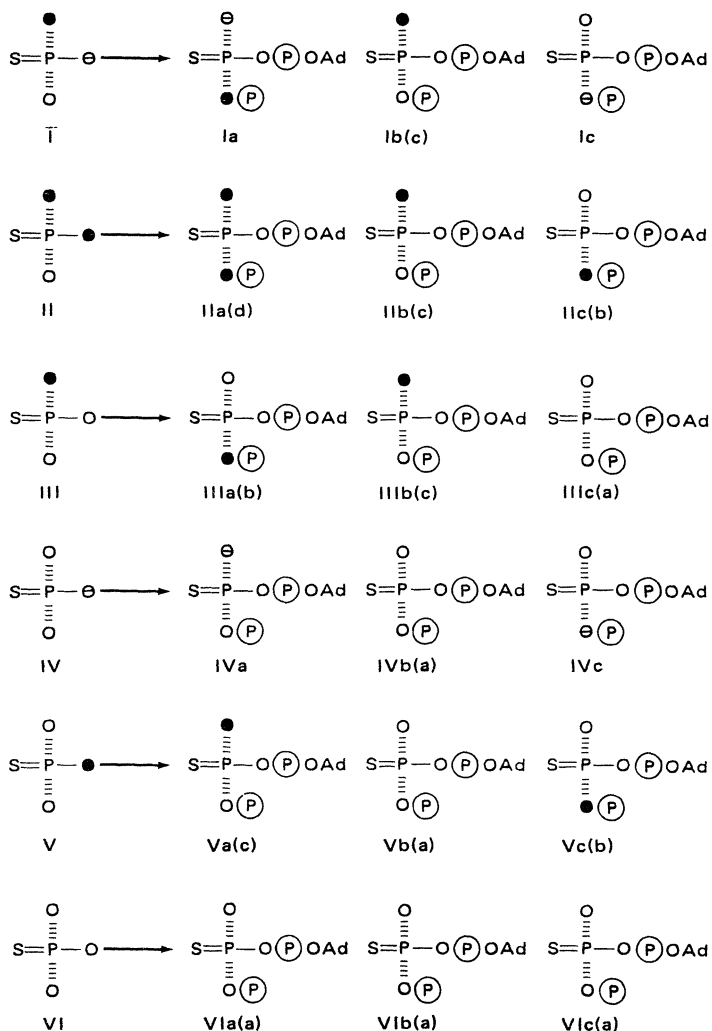 S=P—Ɵ → S=P—O Ⓟ OAd S=P—O Ⓟ OAd S=P—O Ⓟ OAd
Ⓟ O Ⓟ Ɵ Ⓟ
I Ia Ib(c) Ic
S=P—● → S=P—O Ⓟ OAd S=P—O Ⓟ OAd S=P—O Ⓟ OAd
O Ⓟ O Ⓟ Ⓟ
II IIa(d) IIb(c) IIc(b)
S=P—O → S=P—O Ⓟ OAd S=P—O Ⓟ OAd S=P—O Ⓟ OAd
O Ⓟ O Ⓟ O Ⓟ
III IIIa(b) IIIb(c) IIIc(a)
S=P—Ɵ → S=P—O Ⓟ OAd S=P—O Ⓟ OAd S=P—O Ⓟ OAd
O O Ⓟ O Ⓟ Ɵ Ⓟ
IV IVa IVb(a) IVc
S=P—● → S=P—O Ⓟ OAd S=P—O Ⓟ OAd S=P—O Ⓟ OAd
O O Ⓟ O Ⓟ Ⓟ
V Va(c) Vb(a) Vc(b)
S=P—O → S=P—O Ⓟ OAd S=P—O Ⓟ OAd S=P—O Ⓟ OAd
O O Ⓟ O Ⓟ O Ⓟ
VI VIa(a) VIb(a) VIc(a)